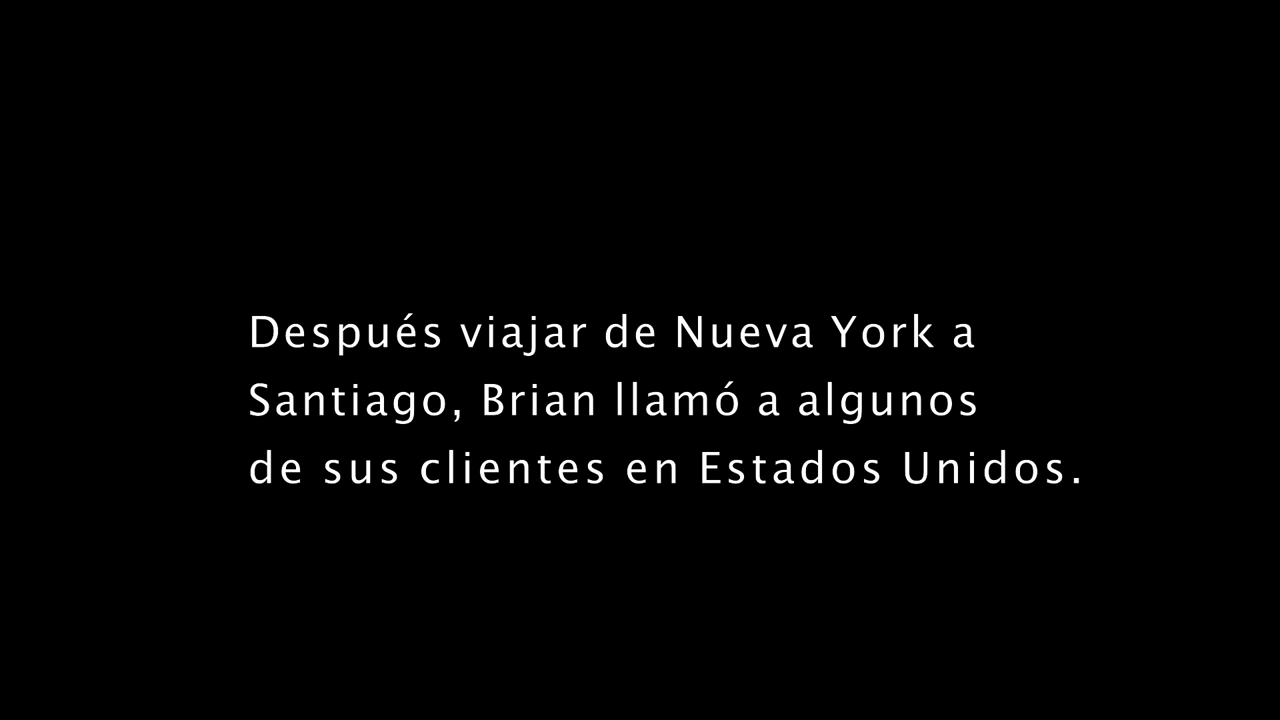 Después viajar de Nueva York a
Santiago, Brian llamó a algunos
de sus clientes en Estados Unidos.